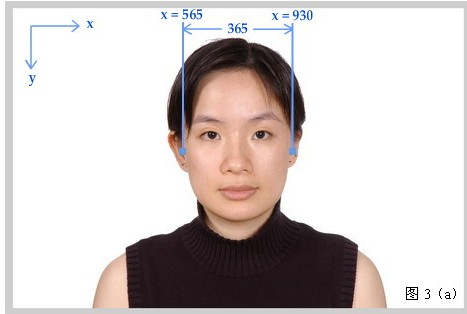 x = 565
x = 930
365
x
y
图 3 (a)